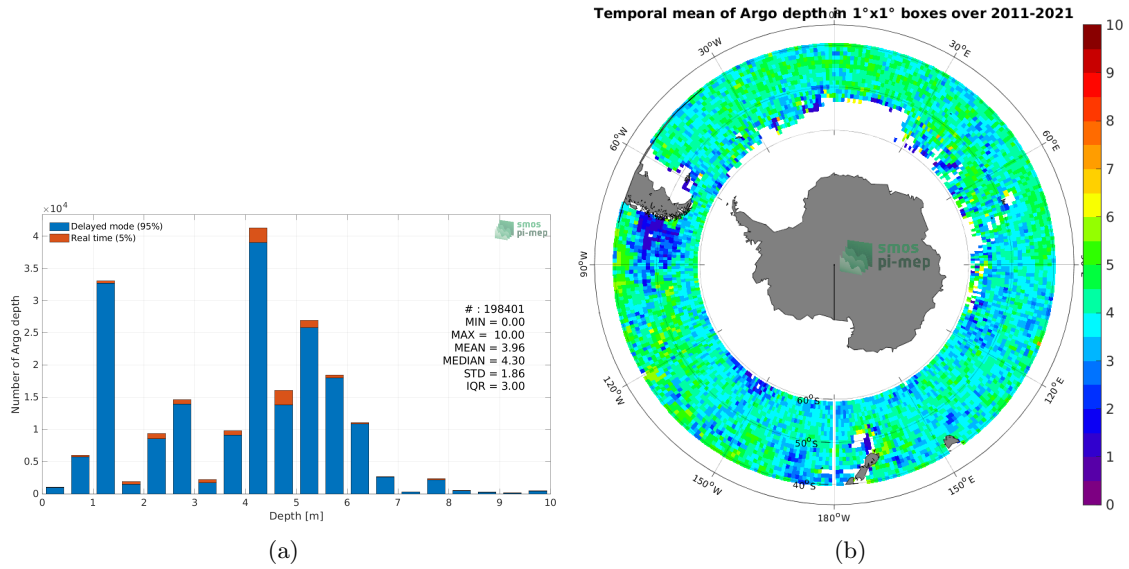 ×10⁴
Delayed mode (95%)
Real time (5%)
smos
pi-mep
4
3.5
3
2.5
2
1.5
1
0.5
0
Number of Argo depth
# : 198401
MIN = 0.00
MAX = 10.00
MEAN = 3.96
MEDIAN = 4.30
STD = 1.86
IQR = 3.00
0 1 2 3 4 5 6 7 8 9 10
Depth [m]
(a)
Temporal mean of Argo depth in 1°x1° boxes over 2011-2021
30°W
30°E
60°W
60°E
90°W
120°W
120°E
150°W
150°E
180°W
60°S
50°S
40°S
smos
pi-mep
10
9
8
7
6
5
4
3
2
1
0
(b)